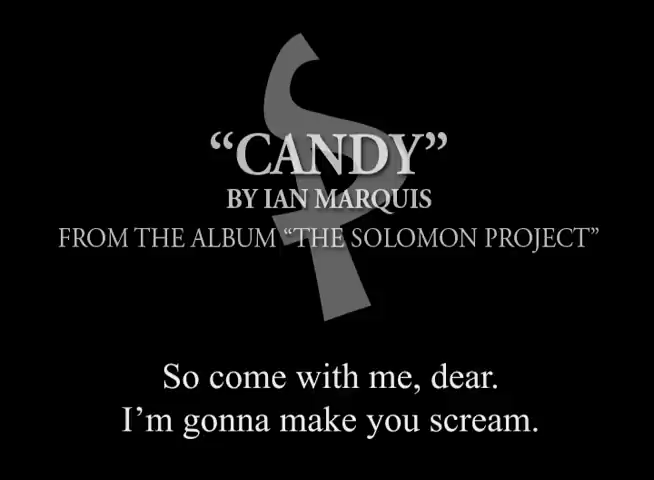 “CANDY”
BY IAN MARQUIS
FROM THE ALBUM “THE SOLOMON PROJECT”
So come with me, dear.
I’m gonna make you scream.